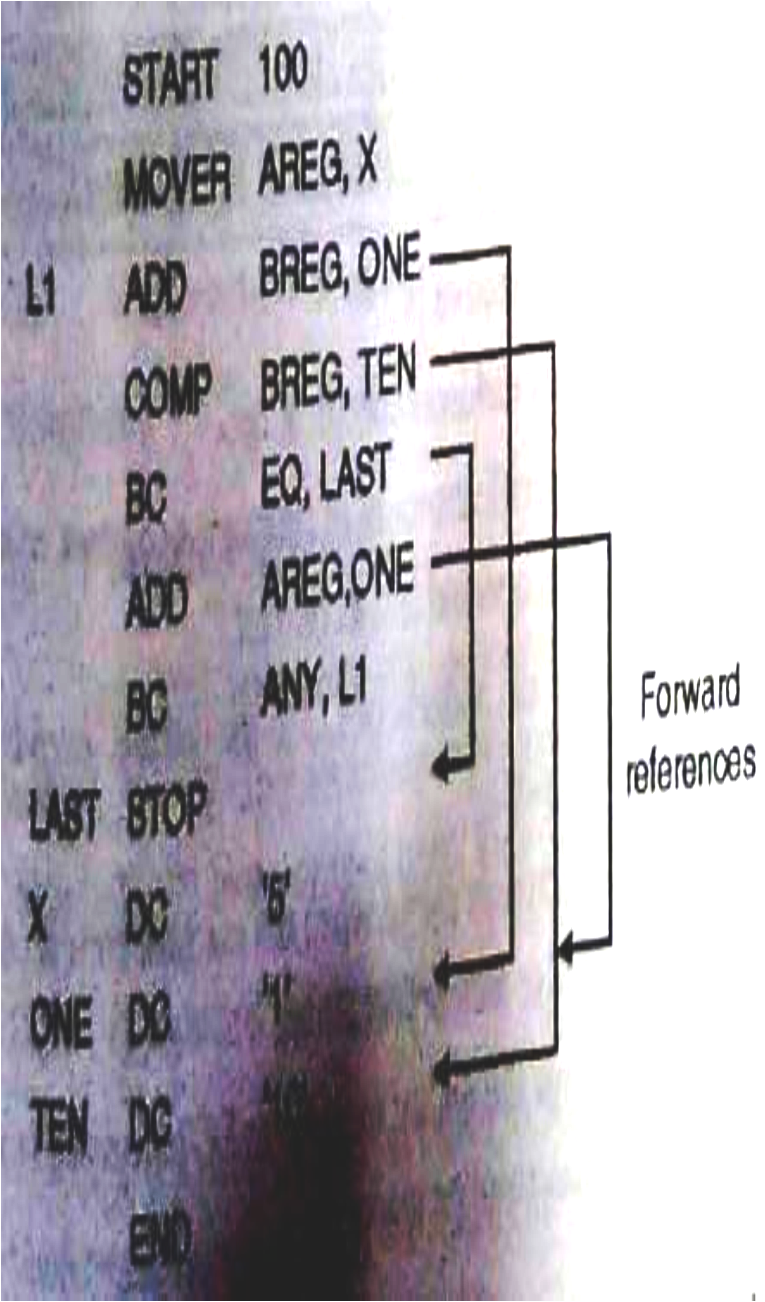 START 100
MOVER AREG, X
L1 ADD BREG, ONE
COMP BREG, TEN
BC EQ, LAST
ADD AREG,ONE
BC ANY, L1
LAST STOP
X DC '5'
ONE DC '1'
TEN DC
END
Forward
references